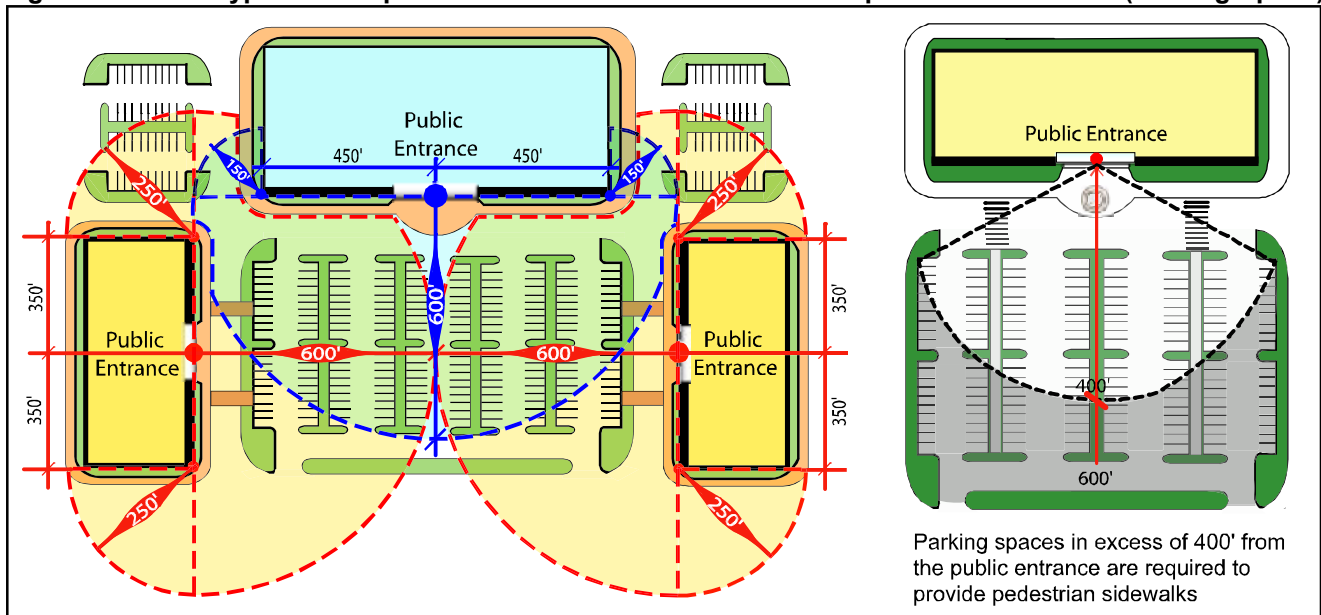 Public
Entrance
450'
450'
150'
150'
250'
250'
350'
350'
600'
Public
Entrance
600'
600'
Public
Entrance
350'
350'
250'
250'
Public Entrance
400'
600'
Parking spaces in excess of 400' from
the public entrance are required to
provide pedestrian sidewalks